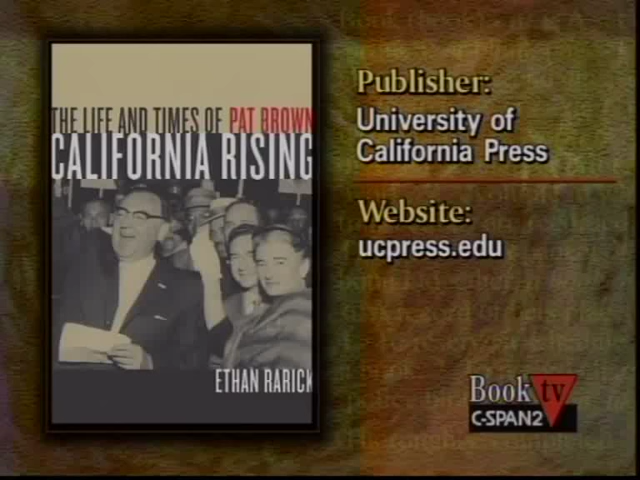 THE LIFE AND TIMES OF PAT BROWN
CALIFORNIA RISING
ETHAN RARICK
Publisher:
University of
California Press
Website:
ucpress.edu
Book tv
C-SPAN2